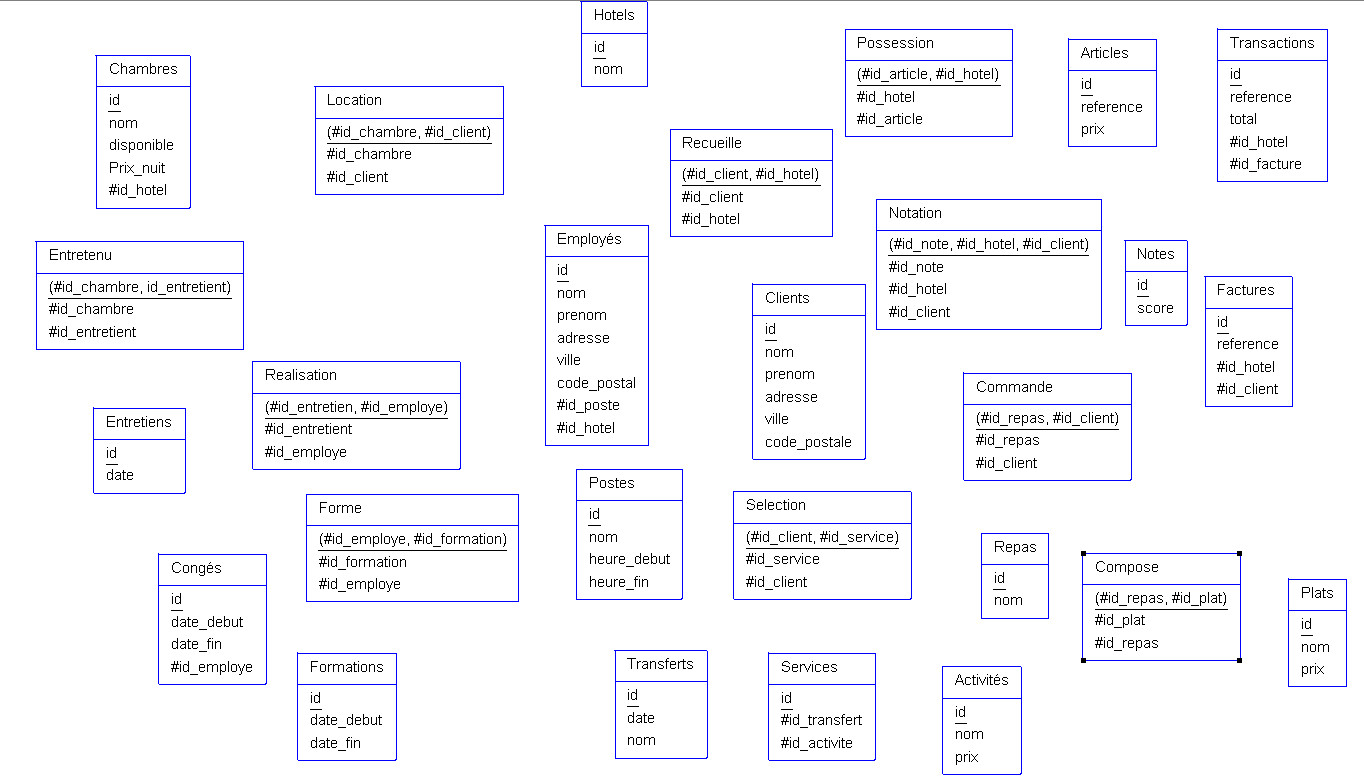 Hotels
id
nom
Chambres
id
nom
disponible
Prix_nuit
#id_hotel
Location
(#id_chambre, #id_client)
#id_chambre
#id_client
Possession
(#id_article, #id_hotel)
#id_hotel
#id_article
Articles
id
reference
prix
Transactions
id
reference
total
#id_hotel
#id_facture
Recueille
(#id_client, #id_hotel)
#id_client
#id_hotel
Entretenu
(#id_chambre, id_entretient)
#id_chambre
#id_entretient
Employés
id
nom
prenom
adresse
ville
code_postal
#id_poste
#id_hotel
Notation
(#id_note, #id_hotel, #id_client)
#id_note
#id_hotel
#id_client
Notes
id
score
Clients
id
nom
prenom
adresse
ville
code_postale
Factures
id
reference
#id_hotel
#id_client
Realisation
(#id_entretien, #id_employe)
#id_entretient
#id_employe
Commande
(#id_repas, #id_client)
#id_repas
#id_client
Entretiens
id
date
Forme
(#id_employe, #id_formation)
#id_formation
#id_employe
Postes
id
nom
heure_debut
heure_fin
Selection
(#id_client, #id_service)
#id_service
#id_client
Repas
id
nom
Compose
(#id_repas, #id_plat)
#id_plat
#id_repas
Plats
id
nom
prix
Congés
id
date_debut
date_fin
#id_employe
Formations
id
date_debut
date_fin
Transferts
id
date
nom
Services
id
#id_transfert
#id_activite
Activités
id
nom
prix